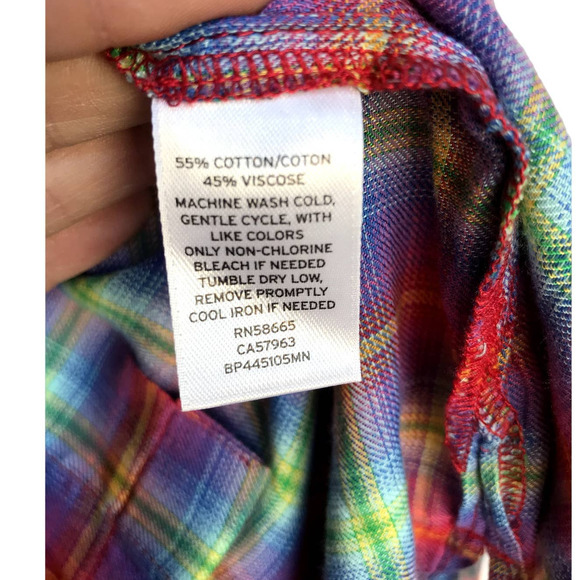 55% COTTON/COTON
45% VISCOSE
MACHINE WASH COLD,
GENTLE CYCLE, WITH
LIKE COLORS
ONLY NON-CHLORINE
BLEACH IF NEEDED
TUMBLE DRY LOW,
REMOVE PROMPTLY
COOL IRON IF NEEDED
RN58665
CA57963
BP445105MN